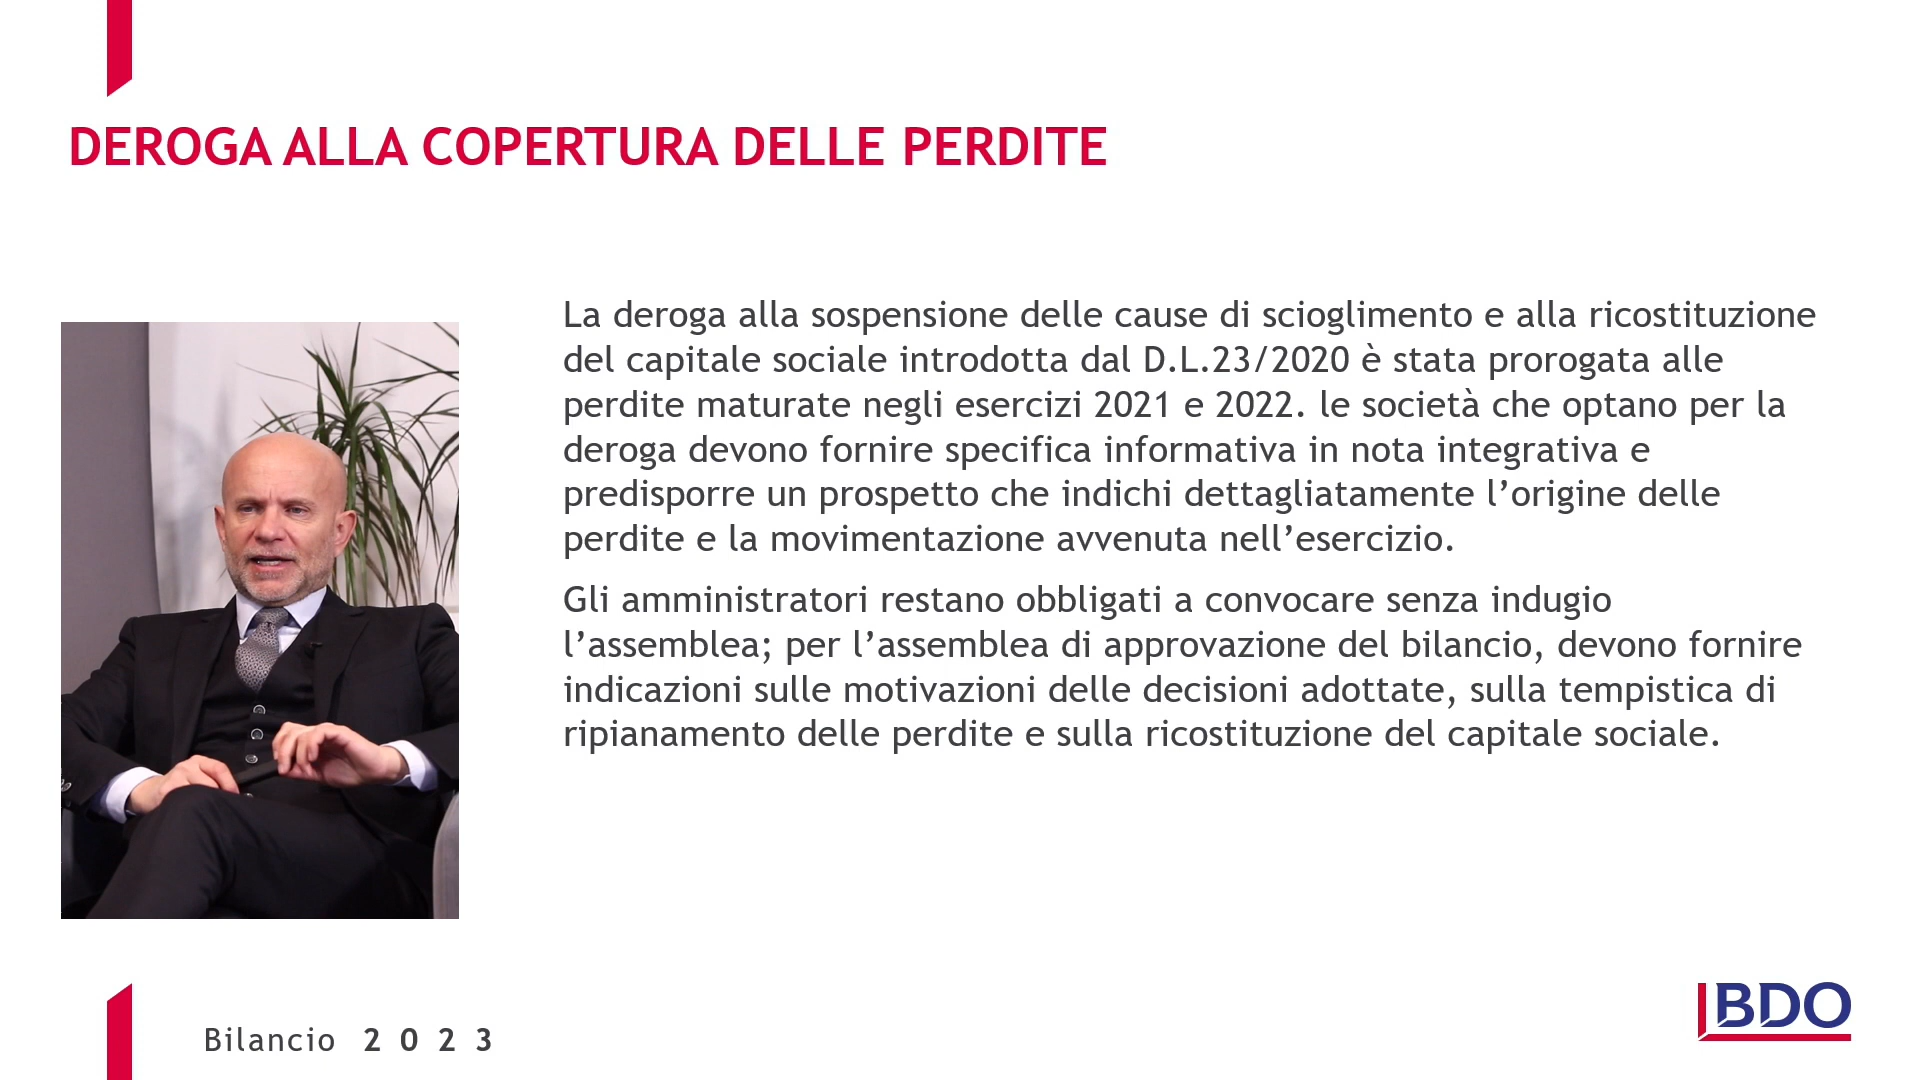 DEROGA ALLA COPERTURA DELLE PERDITE
La deroga alla sospensione delle cause di scioglimento e alla ricostituzione
del capitale sociale introdotta dal D.L.23/2020 è stata prorogata alle
perdite maturate negli esercizi 2021 e 2022. le società che optano per la
deroga devono fornire specifica informativa in nota integrativa e
predisporre un prospetto che indichi dettagliatamente l’origine delle
perdite e la movimentazione avvenuta nell’esercizio.
Gli amministratori restano obbligati a convocare senza indugio
l’assemblea; per l’assemblea di approvazione del bilancio, devono fornire
indicazioni sulle motivazioni delle decisioni adottate, sulla tempistica di
ripianamento delle perdite e sulla ricostituzione del capitale sociale.
Bilancio 2023
BDO